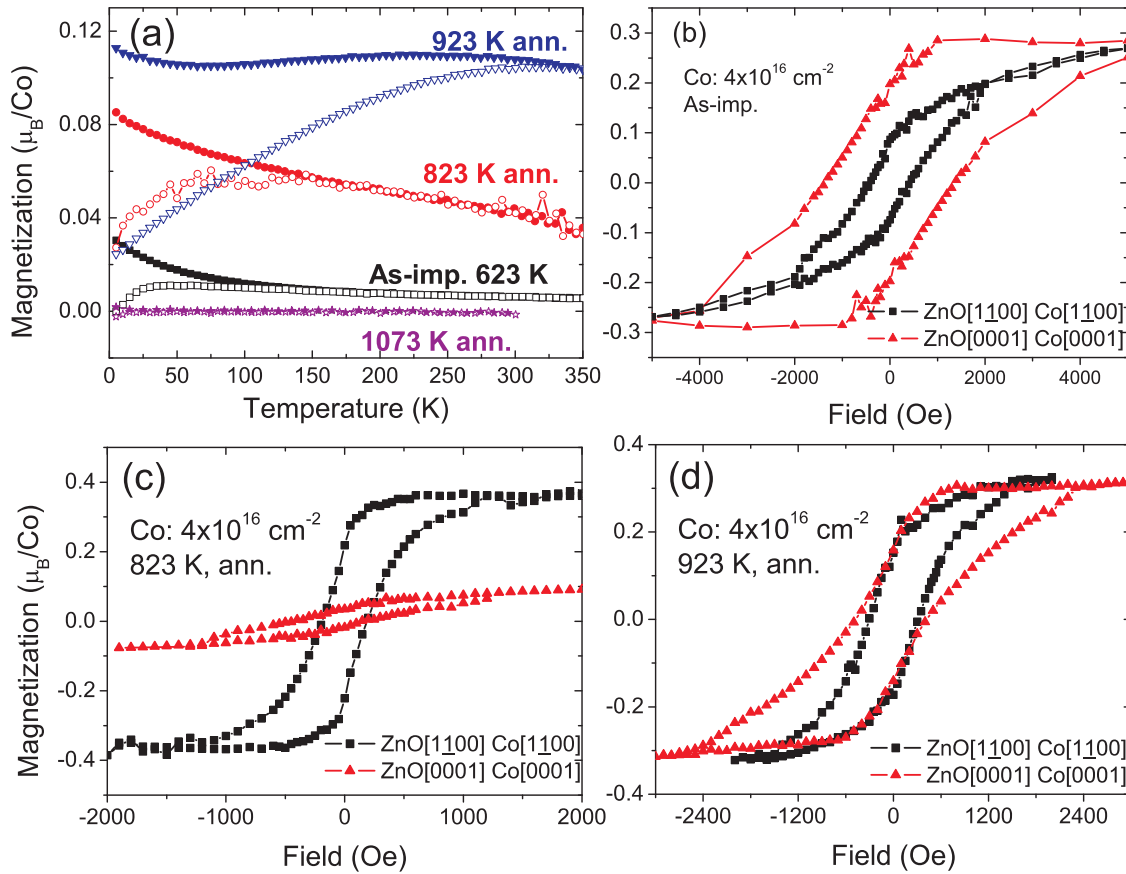 (a)
923 K ann.
823 K ann.
As-imp. 623 K
1073 K ann.
0.12
0.08
0.04
0.00
0 50 100 150 200 250 300 350
Temperature (K)
Magnetization (μB/Co)
(b)
Co: 4x10^16 cm^-2
As-imp.
ZnO[1100] Co[1100]
ZnO[0001] Co[0001]
0.3
0.2
0.0
-0.1
-0.3
-4000 -2000 0 2000 4000
Field (Oe)
(c)
Co: 4x10^16 cm^-2
823 K, ann.
ZnO[1100] Co[1100]
ZnO[0001] Co[0001]
0.4
0.2
0.0
-0.2
-0.4
-2000 -1000 0 1000 2000
Field (Oe)
Magnetization (μB/Co)
(d)
Co: 4x10^16 cm^-2
923 K, ann.
ZnO[1100] Co[1100]
ZnO[0001] Co[0001]
0.4
0.2
0.0
-0.2
-0.4
-2400 -1200 0 1200 2400
Field (Oe)